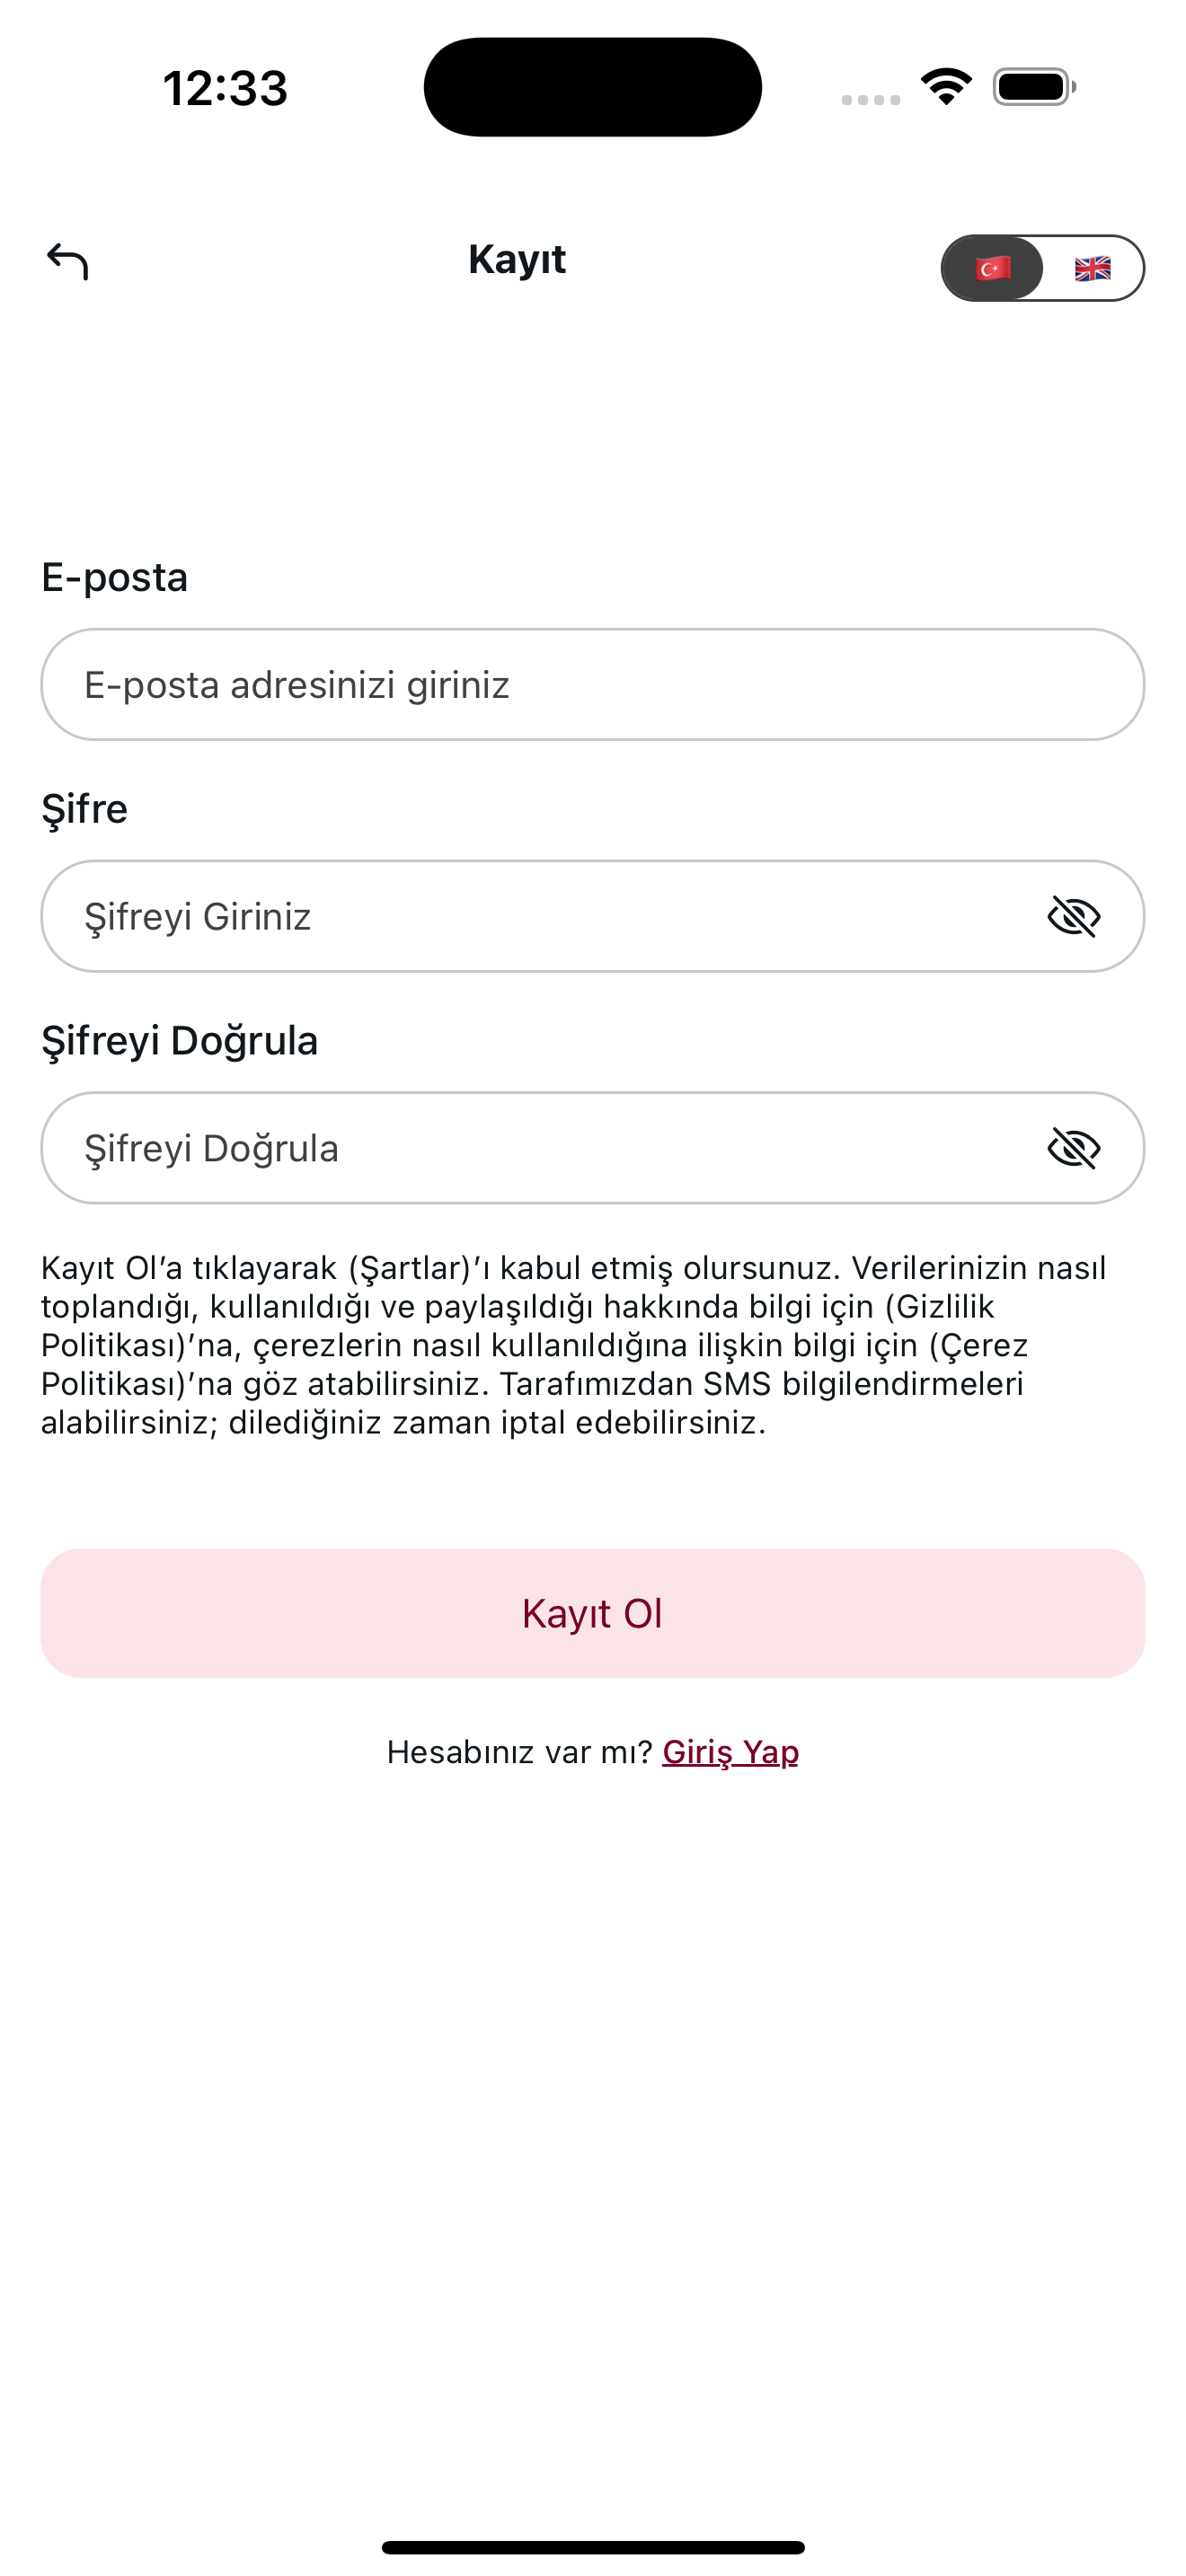 12:33
Kayıt
E-posta
E-posta adresinizi giriniz
Şifre
Şifreyi Giriniz
Şifreyi Doğrula
Şifreyi Doğrula
Kayıt Ol’a tıklayarak (Şartlar)’ı kabul etmiş olursunuz. Verilerinizin nasıl
toplandığı, kullanıldığı ve paylaşıldığı hakkında bilgi için (Gizlilik
Politikası)’na, çerezlerin nasıl kullanıldığına ilişkin bilgi için (Çerez
Politikası)’na göz atabilirsiniz. Tarafımızdan SMS bilgilendirmeleri
alabilirsiniz; dilediğiniz zaman iptal edebilirsiniz.
Kayıt Ol
Hesabınız var mı? Giriş Yap